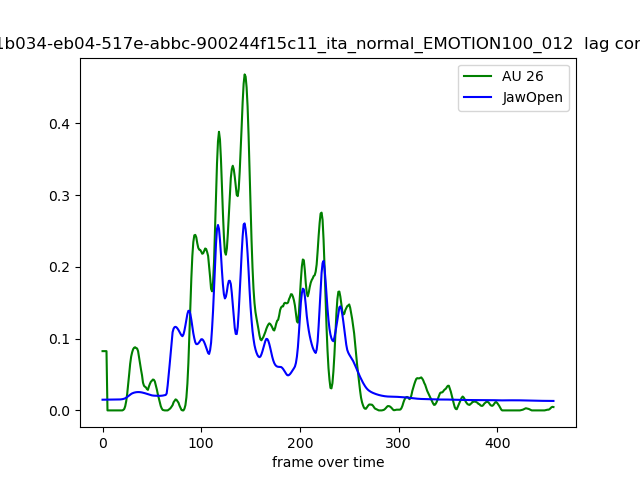 1b034-eb04-517e-abbc-900244f15c11_ita_normal_EMOTION100_012 lag cor
AU 26
JawOpen
0.4
0.3
0.2
0.1
0.0
0 100 200 300 400
frame over time